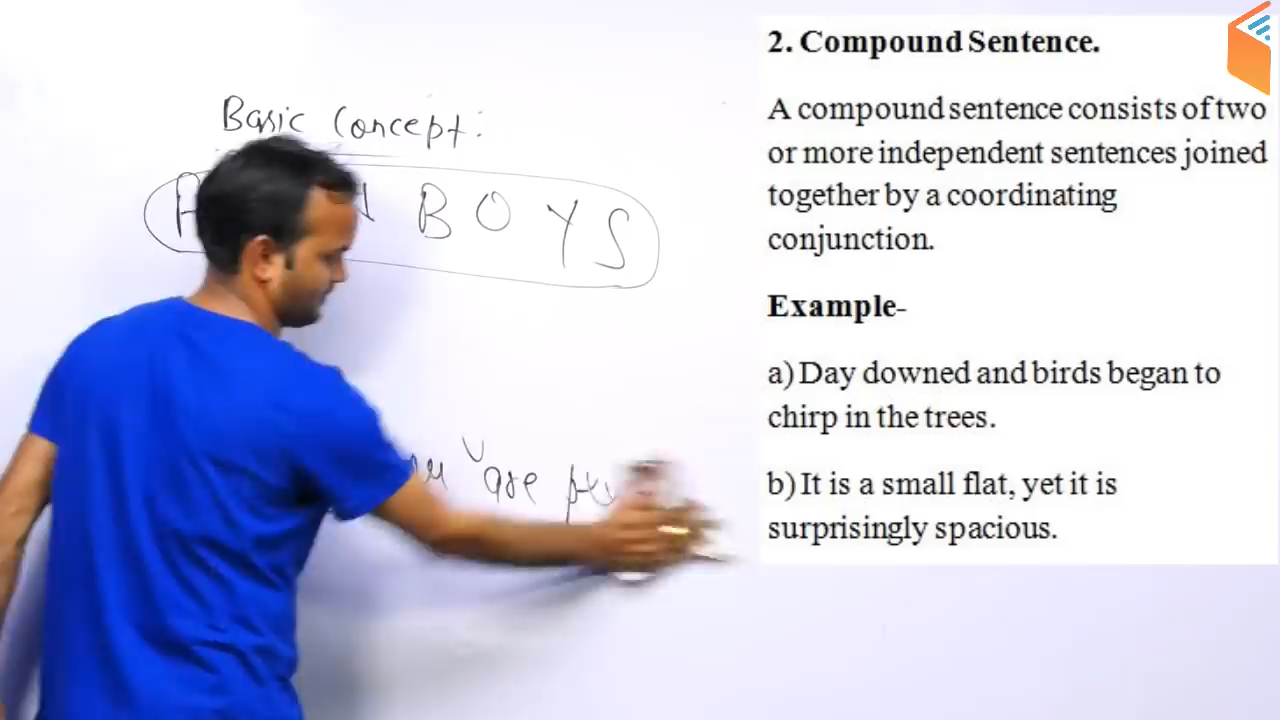 Basic Concept:
B O Y S
are
2. Compound Sentence.
A compound sentence consists of two
or more independent sentences joined
together by a coordinating
conjunction.
Example-
a) Day downed and birds began to
chirp in the trees.
b) It is a small flat, yet it is
surprisingly spacious.